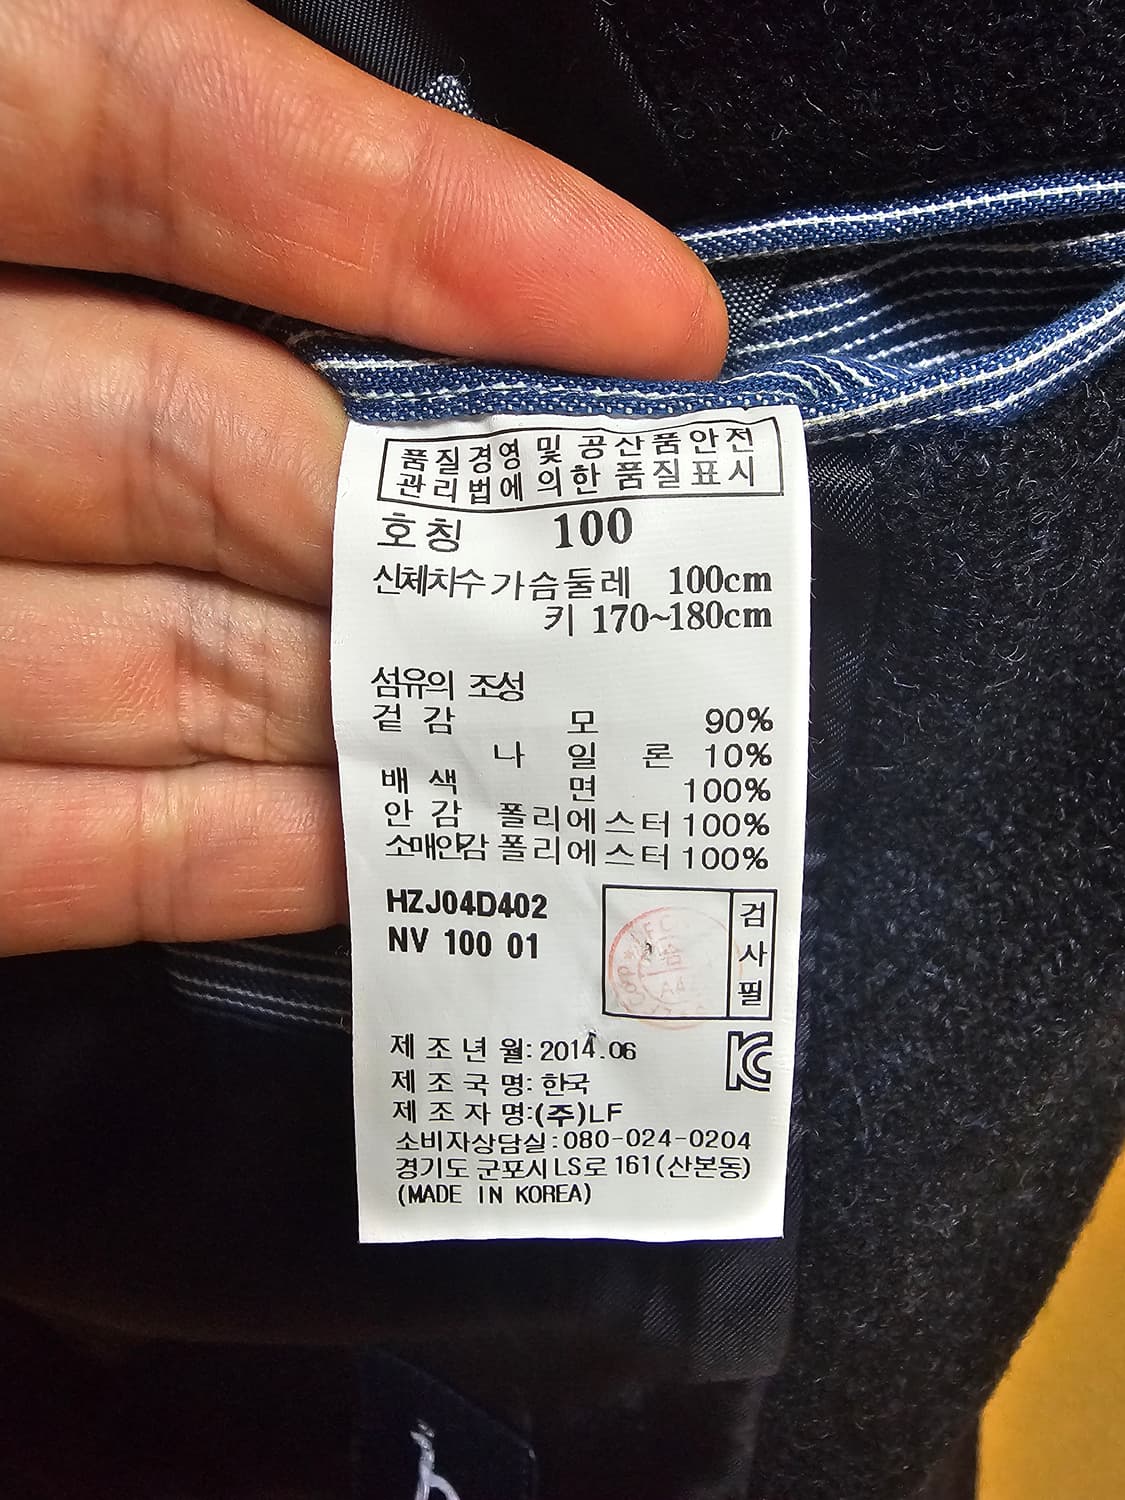 품질경영 및 공산품안전
관리법에 의한 품질표시
호칭 100
신체차수 가슴둘레 100cm
키 170~180cm
섬유의 조성
겉감 모 90%
나일론 10%
배색 면 100%
안감 폴리에스터 100%
소매안감 폴리에스터 100%
HZJ04D402
NV 100 01
검사필
제조년월: 2014.06
제조국명: 한국
제조자명:(주)LF
소비자상담실:080-024-0204
경기도 군포시 LS로 161(산본동)
(MADE IN KOREA)